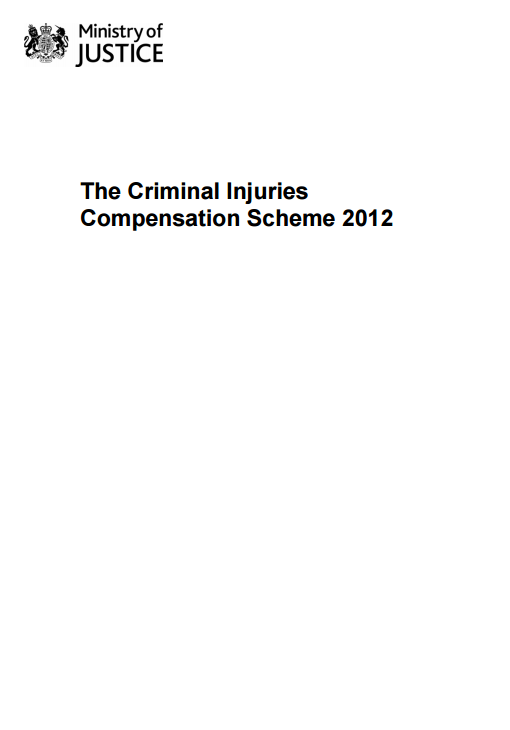 Ministry of
JUSTICE
The Criminal Injuries
Compensation Scheme 2012